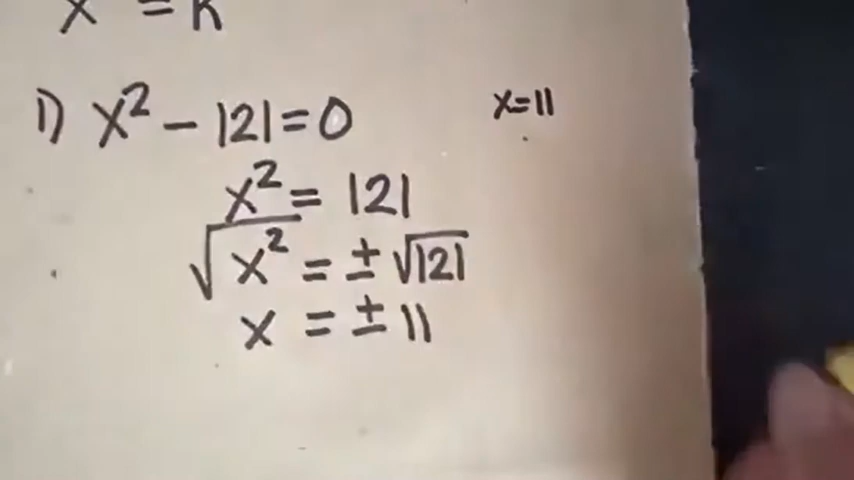 x = k
1) x² - 121 = 0
x = 11
x² = 121
√x² = ± √121
x = ± 11